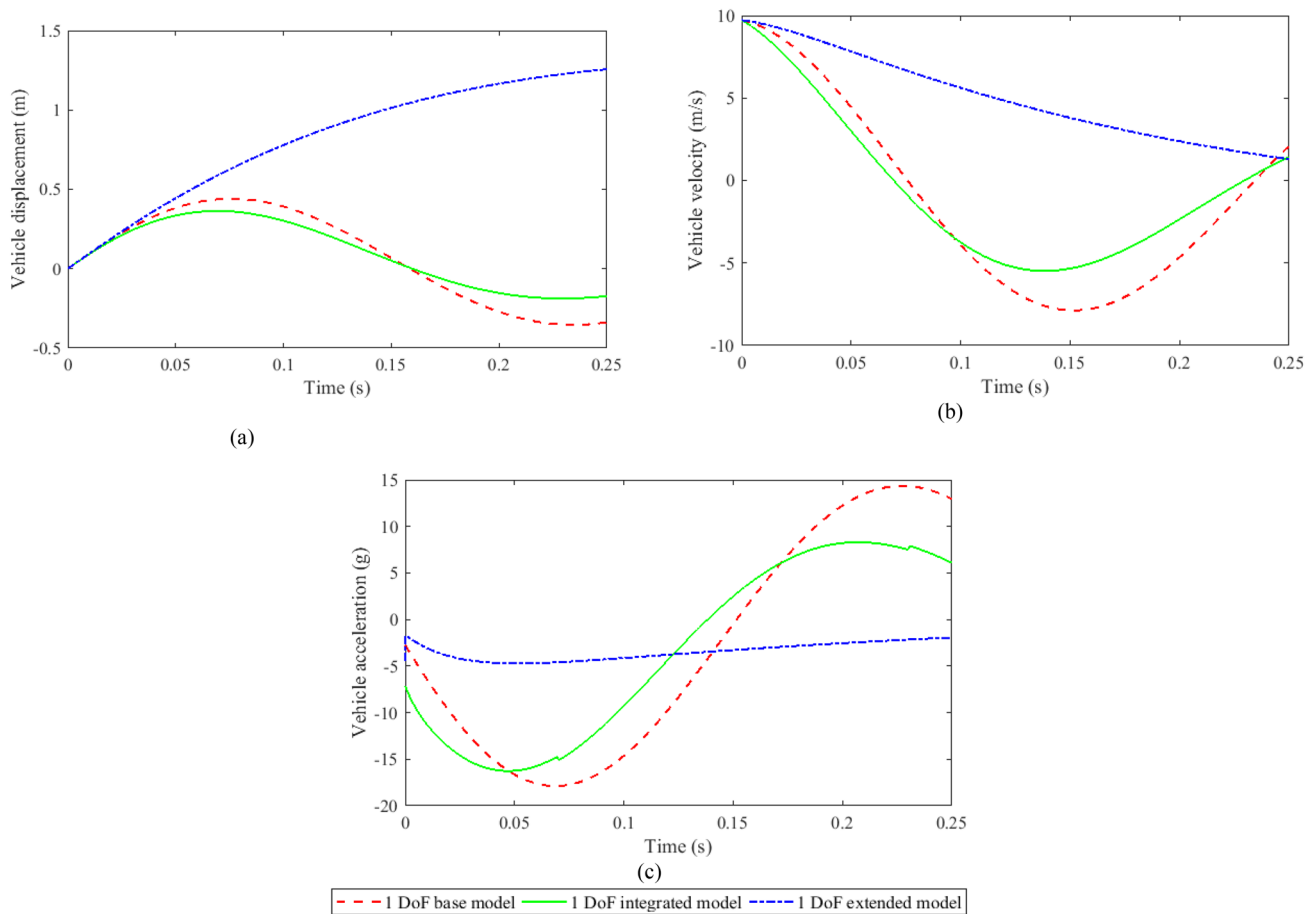 Vehicle displacement (m)
1.5
1
0.5
0
-0.5
0 0.05 0.1 0.15 0.2 0.25
Time (s)
(a)
Vehicle velocity (m/s)
10
5
0
-5
-10
0 0.05 0.1 0.15 0.2 0.25
Time (s)
(b)
Vehicle acceleration (g)
15
10
5
0
-5
-10
-15
-20
0 0.05 0.1 0.15 0.2 0.25
Time (s)
(c)
1 DoF base model 1 DoF integrated model 1 DoF extended model